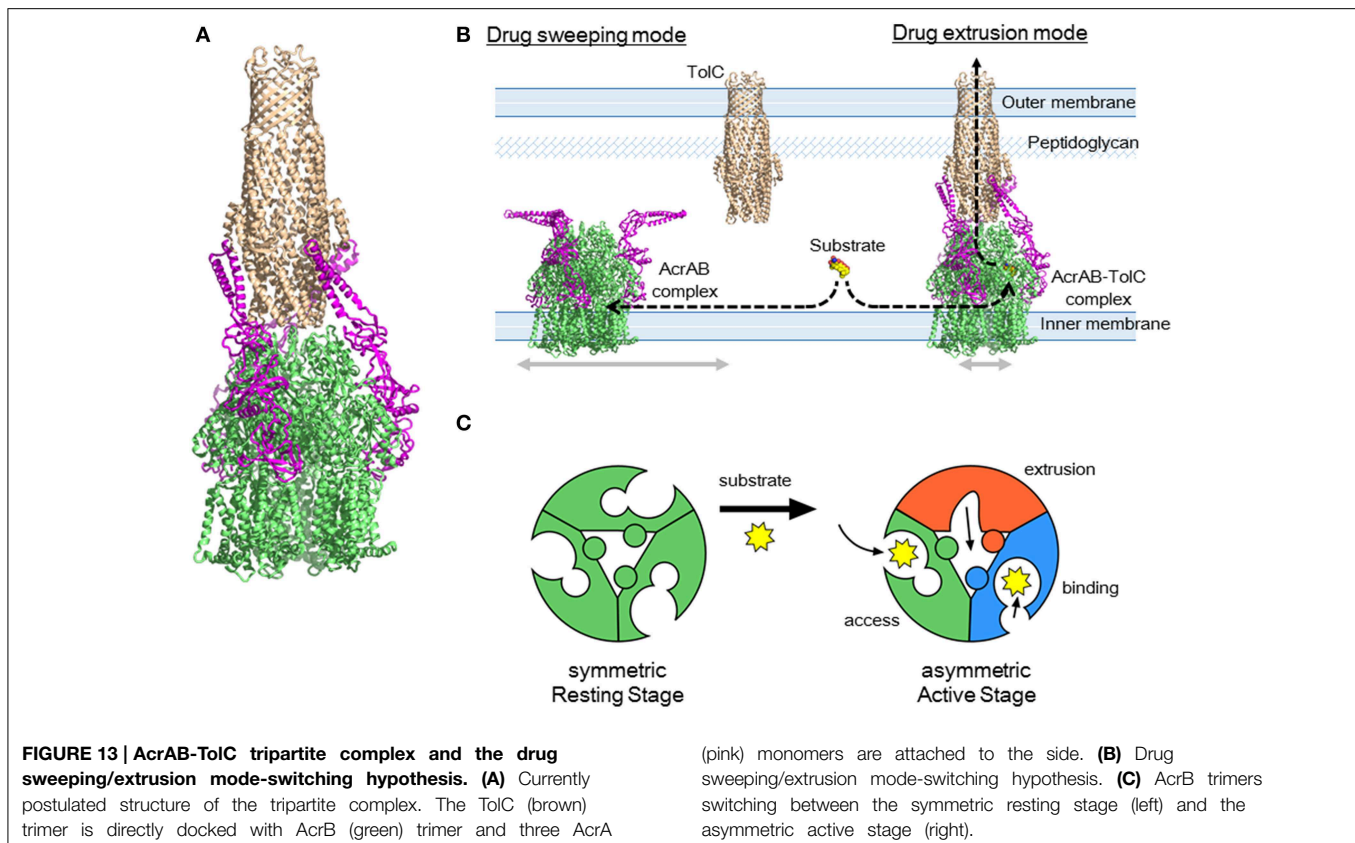 A
B
Drug sweeping mode
Drug extrusion mode
TolC
Outer membrane
Peptidoglycan
Substrate
AcrAB
complex
AcrAB-TolC
complex
Inner membrane
C
substrate
extrusion
binding
access
symmetric
Resting Stage
asymmetric
Active Stage
FIGURE 13 | AcrAB-TolC tripartite complex and the drug
sweeping/extrusion mode-switching hypothesis. (A) Currently
postulated structure of the tripartite complex. The TolC (brown)
trimer is directly docked with AcrB (green) trimer and three AcrA
(pink) monomers are attached to the side. (B) Drug
sweeping/extrusion mode-switching hypothesis. (C) AcrB trimers
switching between the symmetric resting stage (left) and the
asymmetric active stage (right).